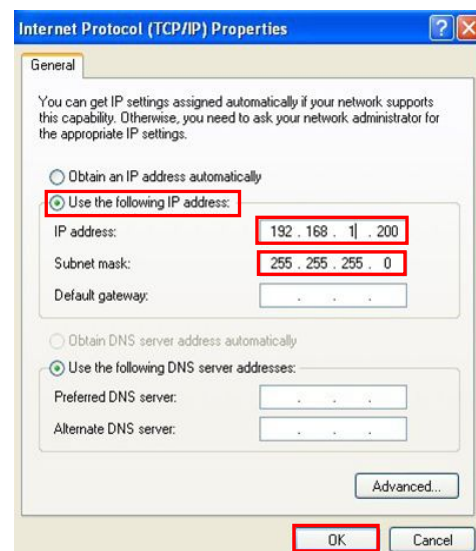 Internet Protocol (TCP/IP) Properties
General
You can get IP settings assigned automatically if your network supports
this capability. Otherwise, you need to ask your network administrator for
the appropriate IP settings.
Obtain an IP address automatically
Use the following IP address:
IP address: 192 . 168 . 1 . 200
Subnet mask: 255 . 255 . 255 . 0
Default gateway: . . .
Obtain DNS server address automatically
Use the following DNS server addresses:
Preferred DNS server: . . .
Alternate DNS server: . . .
Advanced...
OK Cancel